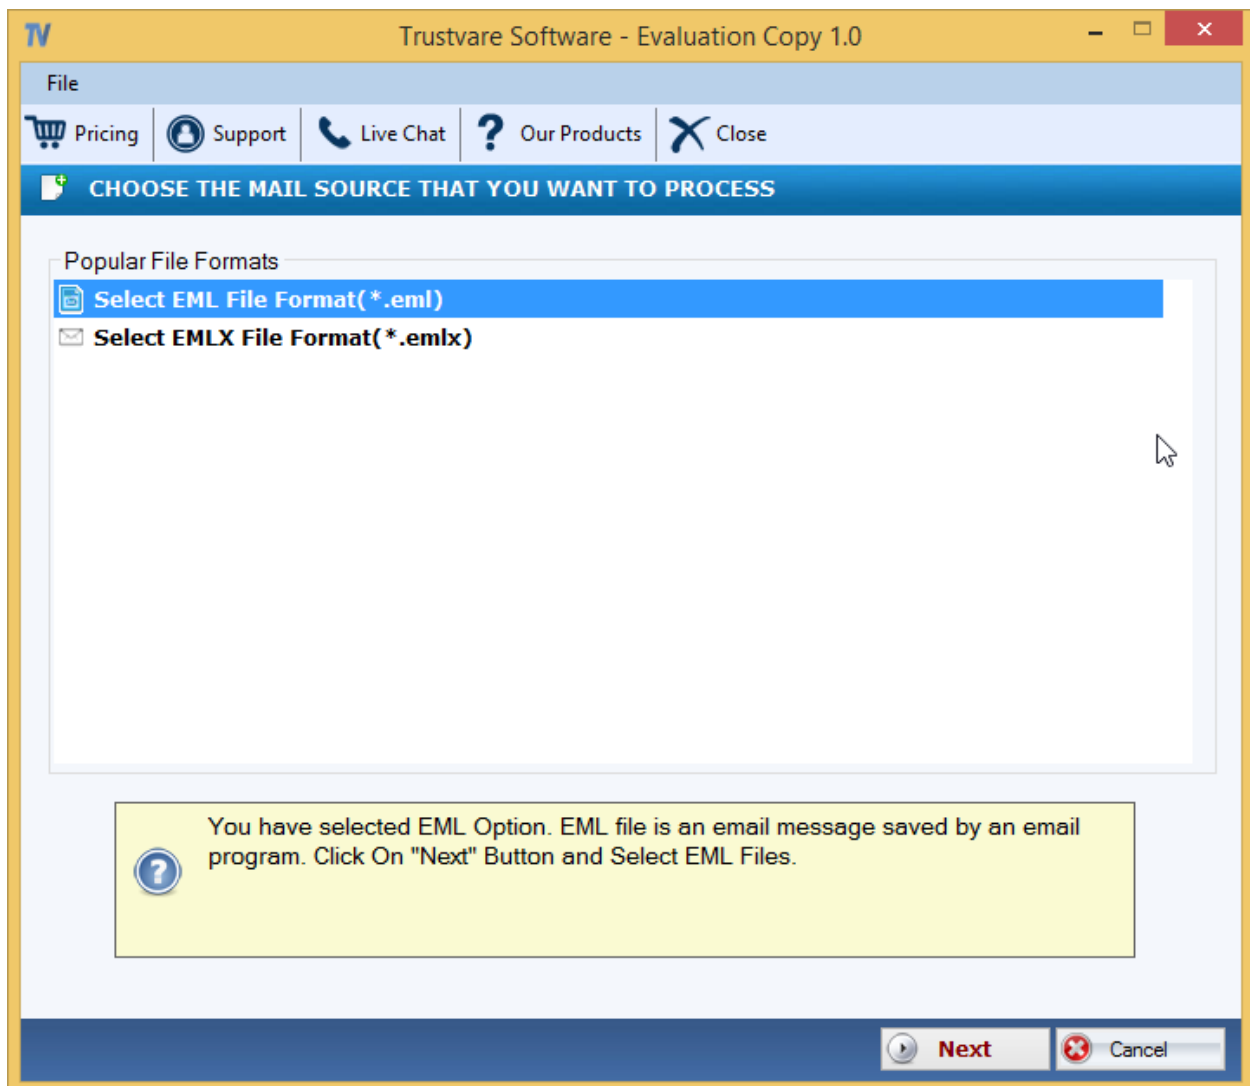 TV Trustvare Software - Evaluation Copy 1.0
File
Pricing Support Live Chat ? Our Products Close
CHOOSE THE MAIL SOURCE THAT YOU WANT TO PROCESS
Popular File Formats
Select EML File Format(*.eml)
Select EMLX File Format(*.emlx)
You have selected EML Option. EML file is an email message saved by an email
program. Click On "Next" Button and Select EML Files.
Next Cancel